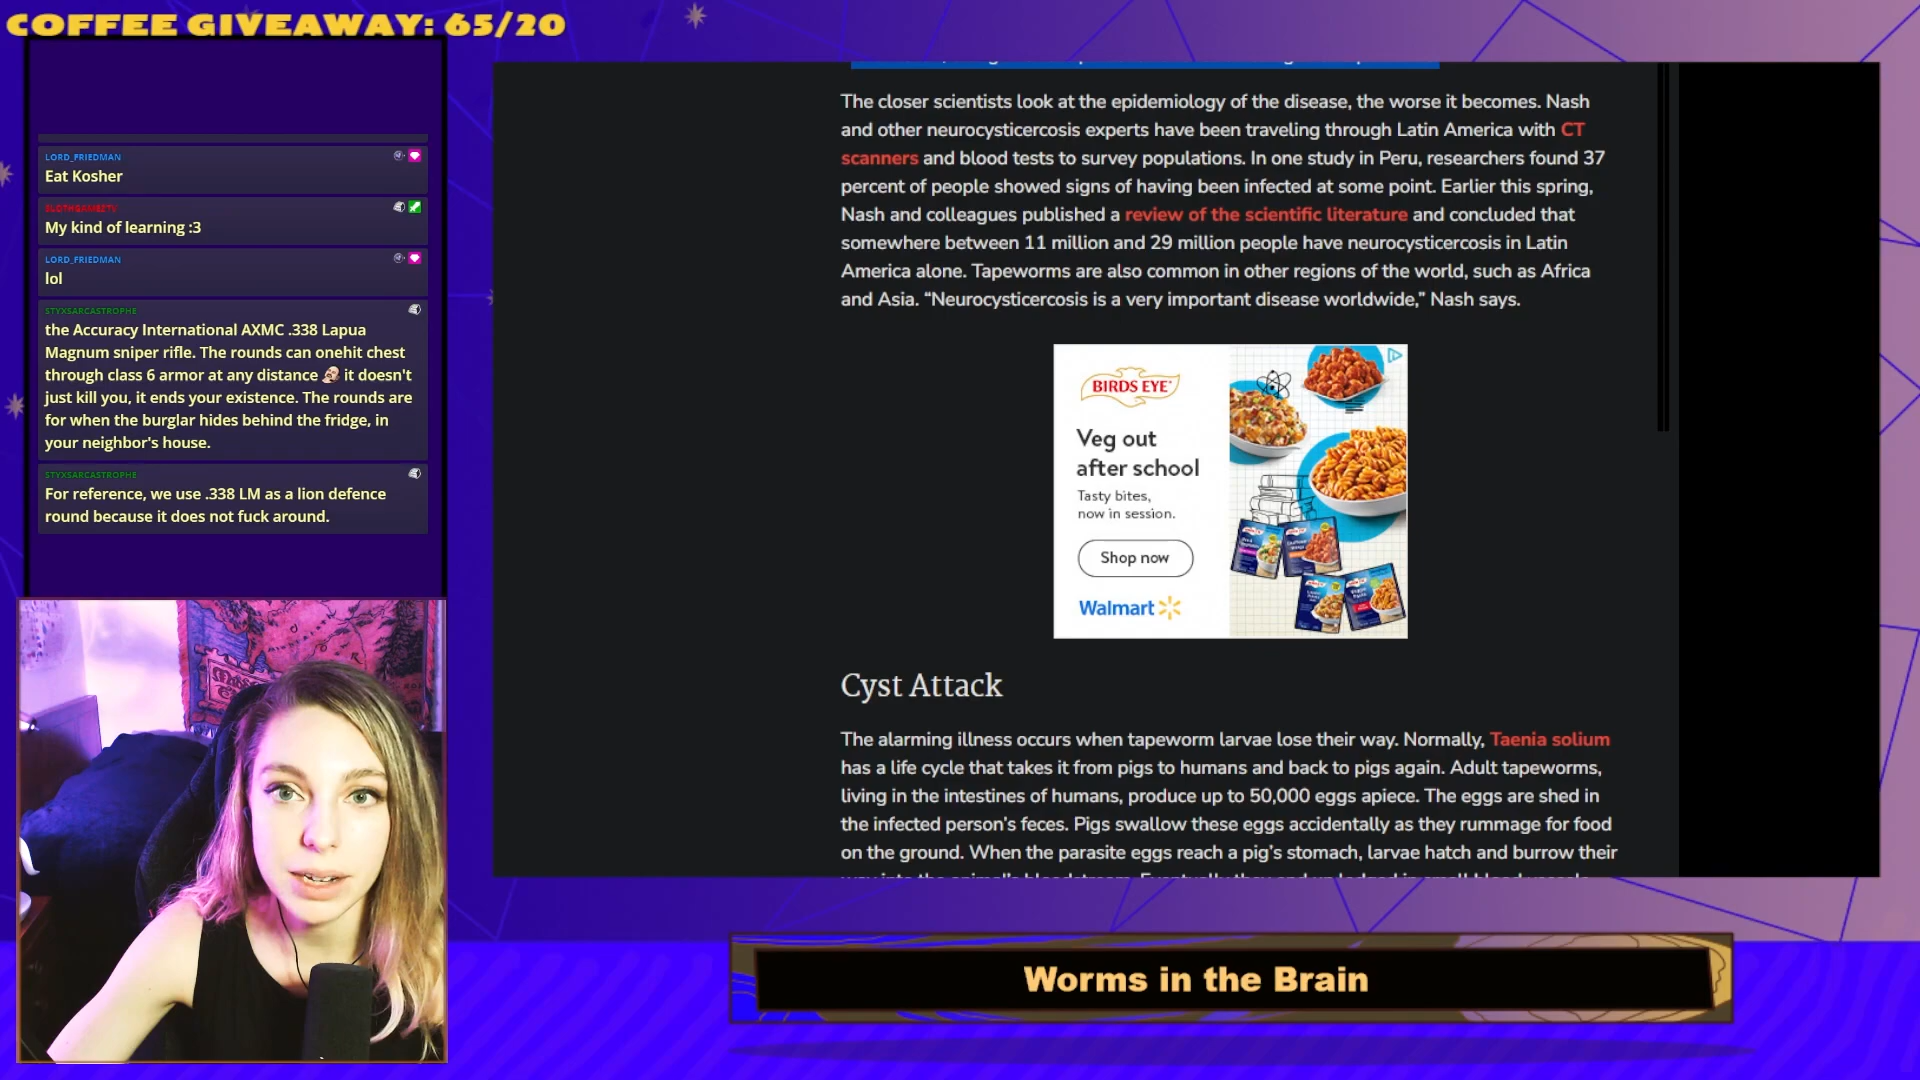 COFFEE GIVEAWAY: 65/20
LORD_FRIEDMAN
Eat Kosher
SLOTHGAMEZTV
My kind of learning :3
LORD_FRIEDMAN
lol
STYXSARCASTROPHE
the Accuracy International AXMC .338 Lapua
Magnum sniper rifle. The rounds can onehit chest
through class 6 armor at any distance it doesn't
just kill you, it ends your existence. The rounds are
for when the burglar hides behind the fridge, in
your neighbor's house.
STYXSARCASTROPHE
For reference, we use .338 LM as a lion defence
round because it does not fuck around.
The closer scientists look at the epidemiology of the disease, the worse it becomes. Nash
and other neurocysticercosis experts have been traveling through Latin America with CT
scanners and blood tests to survey populations. In one study in Peru, researchers found 37
percent of people showed signs of having been infected at some point. Earlier this spring,
Nash and colleagues published a review of the scientific literature and concluded that
somewhere between 11 million and 29 million people have neurocysticercosis in Latin
America alone. Tapeworms are also common in other regions of the world, such as Africa
and Asia. “Neurocysticercosis is a very important disease worldwide,” Nash says.
BIRDS EYE
Veg out
after school
Tasty bites,
now in session.
Shop now
Walmart
Cyst Attack
The alarming illness occurs when tapeworm larvae lose their way. Normally, Taenia solium
has a life cycle that takes it from pigs to humans and back to pigs again. Adult tapeworms,
living in the intestines of humans, produce up to 50,000 eggs apiece. The eggs are shed in
the infected person’s feces. Pigs swallow these eggs accidentally as they rummage for food
on the ground. When the parasite eggs reach a pig’s stomach, larvae hatch and burrow their
Worms in the Brain